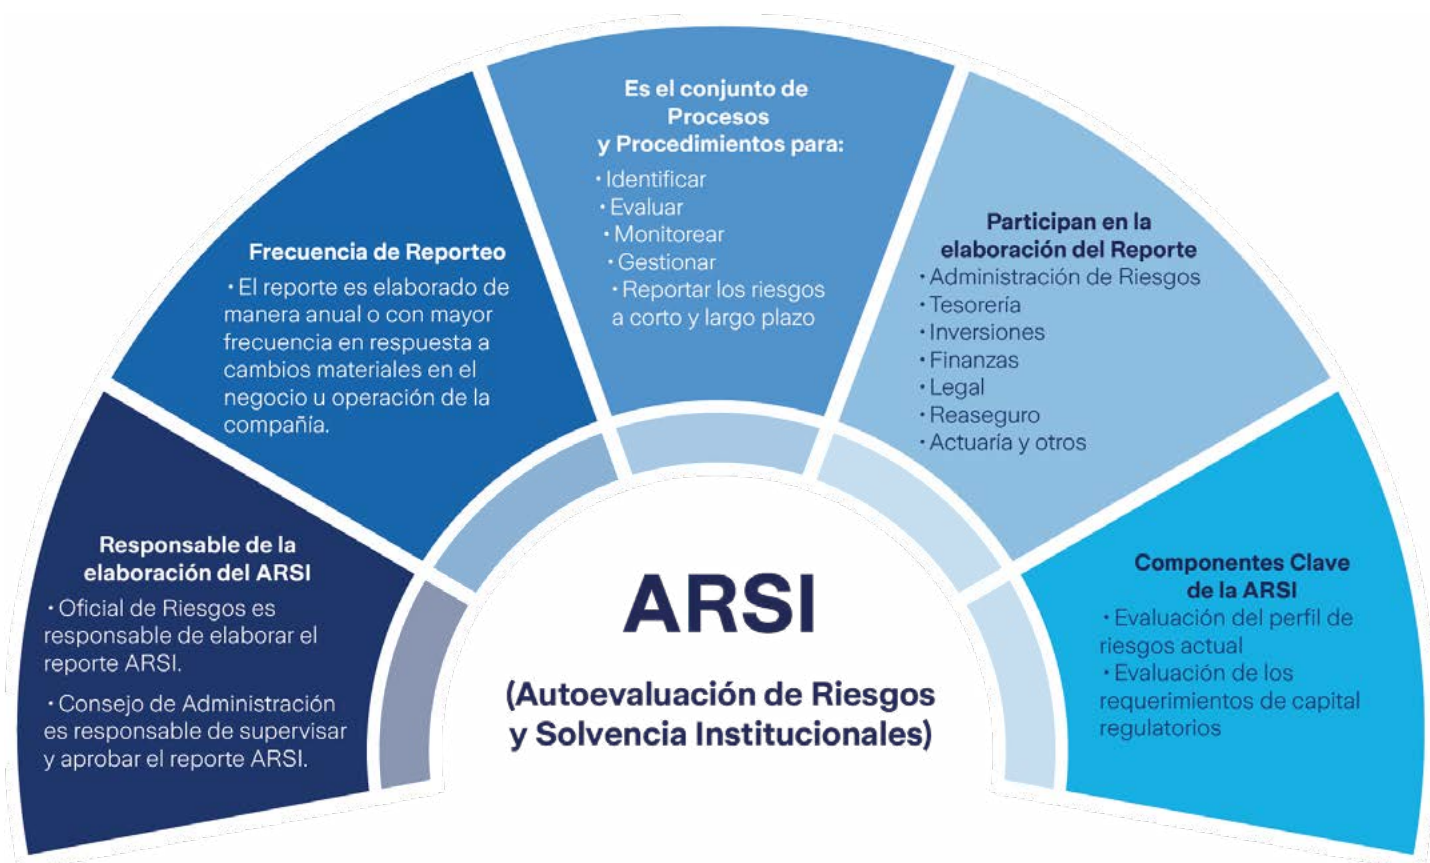 Responsable de la
elaboración del ARSI
· Oficial de Riesgos es
responsable de elaborar el
reporte ARSI.
· Consejo de Administración
es responsable de supervisar
y aprobar el reporte ARSI.
Frecuencia de Reporteo
· El reporte es elaborado de
manera anual o con mayor
frecuencia en respuesta a
cambios materiales en el
negocio u operación de la
compañía.
Es el conjunto de
Procesos
y Procedimientos para:
· Identificar
· Evaluar
· Monitorear
· Gestionar
· Reportar los riesgos
a corto y largo plazo
Participan en la
elaboración del Reporte
· Administración de Riesgos
· Tesorería
· Inversiones
· Finanzas
· Legal
· Reaseguro
· Actuaría y otros
Componentes Clave
de la ARSI
· Evaluación del perfil de
riesgos actual
· Evaluación de los
requerimientos de capital
regulatorios
ARSI
(Autoevaluación de Riesgos
y Solvencia Institucionales)